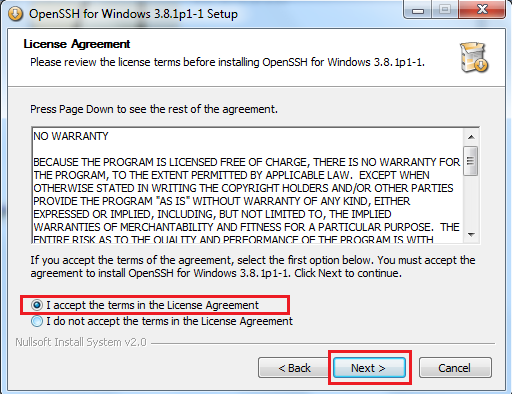 OpenSSH for Windows 3.8.1p1-1 Setup
License Agreement
Please review the license terms before installing OpenSSH for Windows 3.8.1p1-1.
Press Page Down to see the rest of the agreement.
NO WARRANTY
BECAUSE THE PROGRAM IS LICENSED FREE OF CHARGE, THERE IS NO WARRANTY FOR
THE PROGRAM, TO THE EXTENT PERMITTED BY APPLICABLE LAW.  EXCEPT WHEN
OTHERWISE STATED IN WRITING THE COPYRIGHT HOLDERS AND/OR OTHER PARTIES
PROVIDE THE PROGRAM "AS IS" WITHOUT WARRANTY OF ANY KIND, EITHER
EXPRESSED OR IMPLIED, INCLUDING, BUT NOT LIMITED TO, THE IMPLIED
WARRANTIES OF MERCHANTABILITY AND FITNESS FOR A PARTICULAR PURPOSE.  THE
ENTIRE RISK AS TO THE QUALITY AND PERFORMANCE OF THE PROGRAM IS WITH
If you accept the terms of the agreement, select the first option below. You must accept the
agreement to install OpenSSH for Windows 3.8.1p1-1. Click Next to continue.
I accept the terms in the License Agreement
I do not accept the terms in the License Agreement
Nullsoft Install System v2.0
< Back
Next >
Cancel